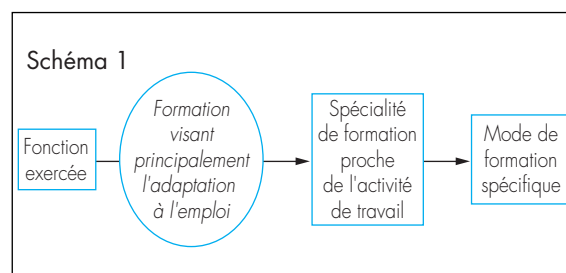 Schéma 1
Fonction
exercée
Formation
visant
principalement
l'adaptation
à l'emploi
Spécialité
de formation
proche
de l'activité
de travail
Mode de
formation
spécifique